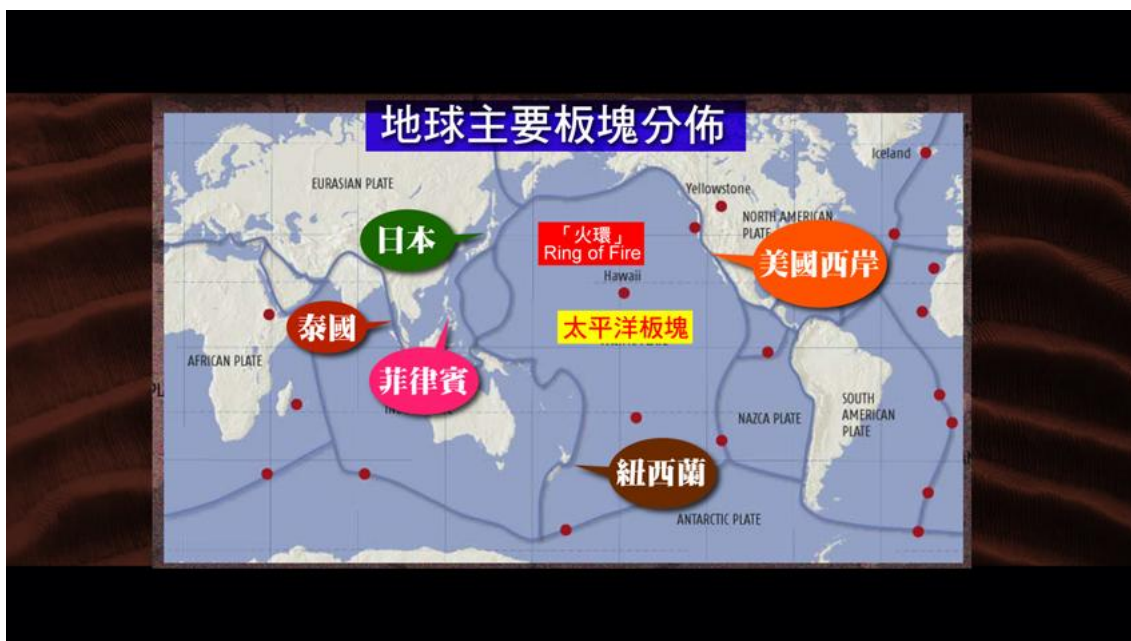 地球主要板塊分佈
Iceland
EURASIAN PLATE
Yellowstone
NORTH AMERICAN
PLATE
日本
「火環」
Ring of Fire
美國西岸
Hawaii
泰國
太平洋板塊
AFRICAN PLATE
菲律賓
NAZCA PLATE
SOUTH
AMERICAN
PLATE
紐西蘭
ANTARCTIC PLATE